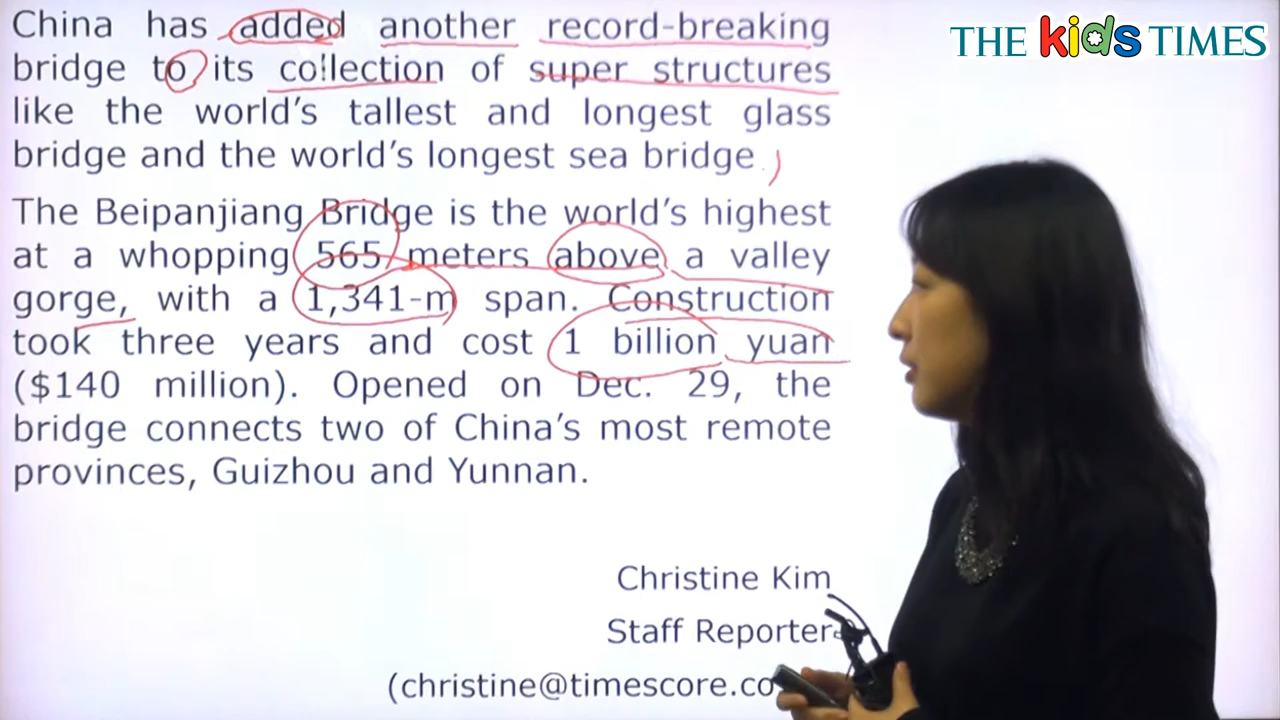 THE kids TIMES
China has added another record-breaking
bridge to its collection of super structures
like the world's tallest and longest glass
bridge and the world's longest sea bridge.
The Beipanjiang Bridge is the world's highest
at a whopping 565 meters above a valley
gorge, with a 1,341-m span. Construction
took three years and cost 1 billion yuan
($140 million). Opened on Dec. 29, the
bridge connects two of China's most remote
provinces, Guizhou and Yunnan.
Christine Kim
Staff Reporter
(christine@timescore.co